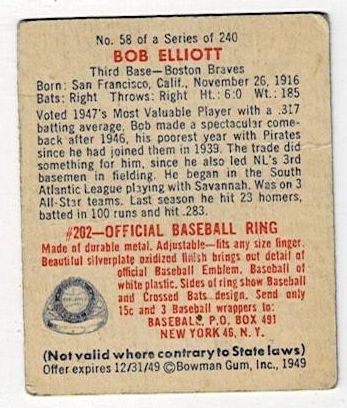 No. 58 of a Series of 240
BOB ELLIOTT
Third Base—Boston Braves
Born: San Francisco, Calif., November 26, 1916
Bats: Right Throws: Right Ht.: 6:0 Wt.: 185
Voted 1947's Most Valuable Player with a .317
batting average. Bob made a spectacular come-
back after 1946, his poorest year with Pirates
since he had joined them in 1939. The trade did
something for him, since he also led NL's 3rd
basemen in fielding. He began in the South
Atlantic League playing with Savannah. Was on 3
All-Star teams. Last season he hit 23 homers,
batted in 100 runs and hit .283.
#202—OFFICIAL BASEBALL RING
Made of durable metal. Adjustable—fits any size finger.
Beautiful silverplate oxidized finish brings out detail of
official Baseball Emblem. Baseball of
white plastic. Sides of ring show Baseball
and Crossed Bats design. Send only
15c and 3 Baseball wrappers to:
BASEBALL, P.O. BOX 491
NEW YORK 46, N. Y.
(Not valid where contrary to State laws)
Offer expires 12/31/49 ©Bowman Gum, Inc., 1949